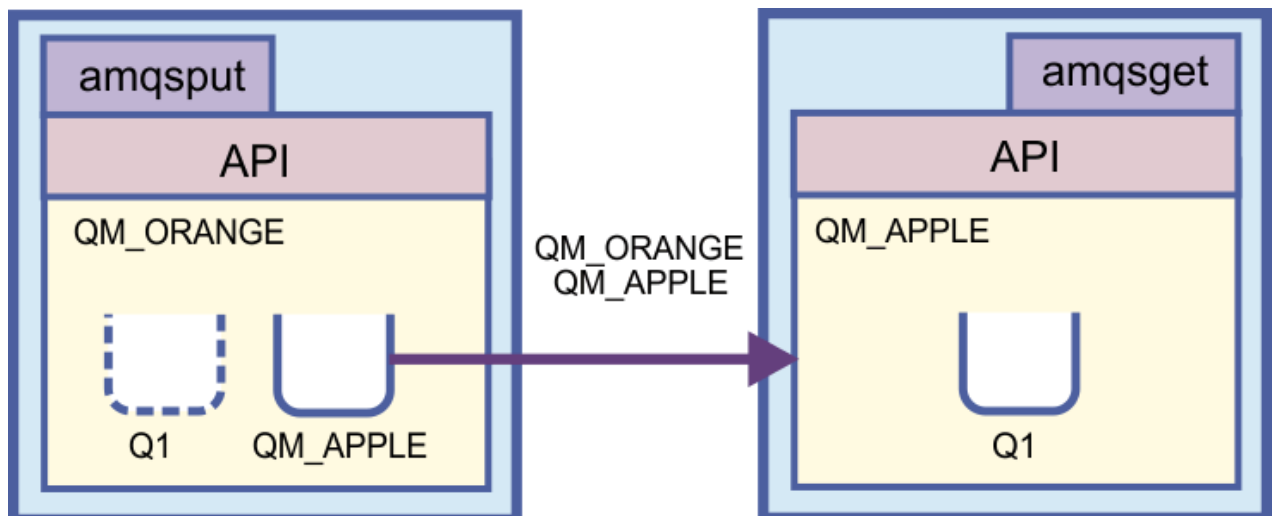 amqsput
API
QM_ORANGE
Q1
QM_APPLE
QM_ORANGE
QM_APPLE
amqsget
API
QM_APPLE
Q1